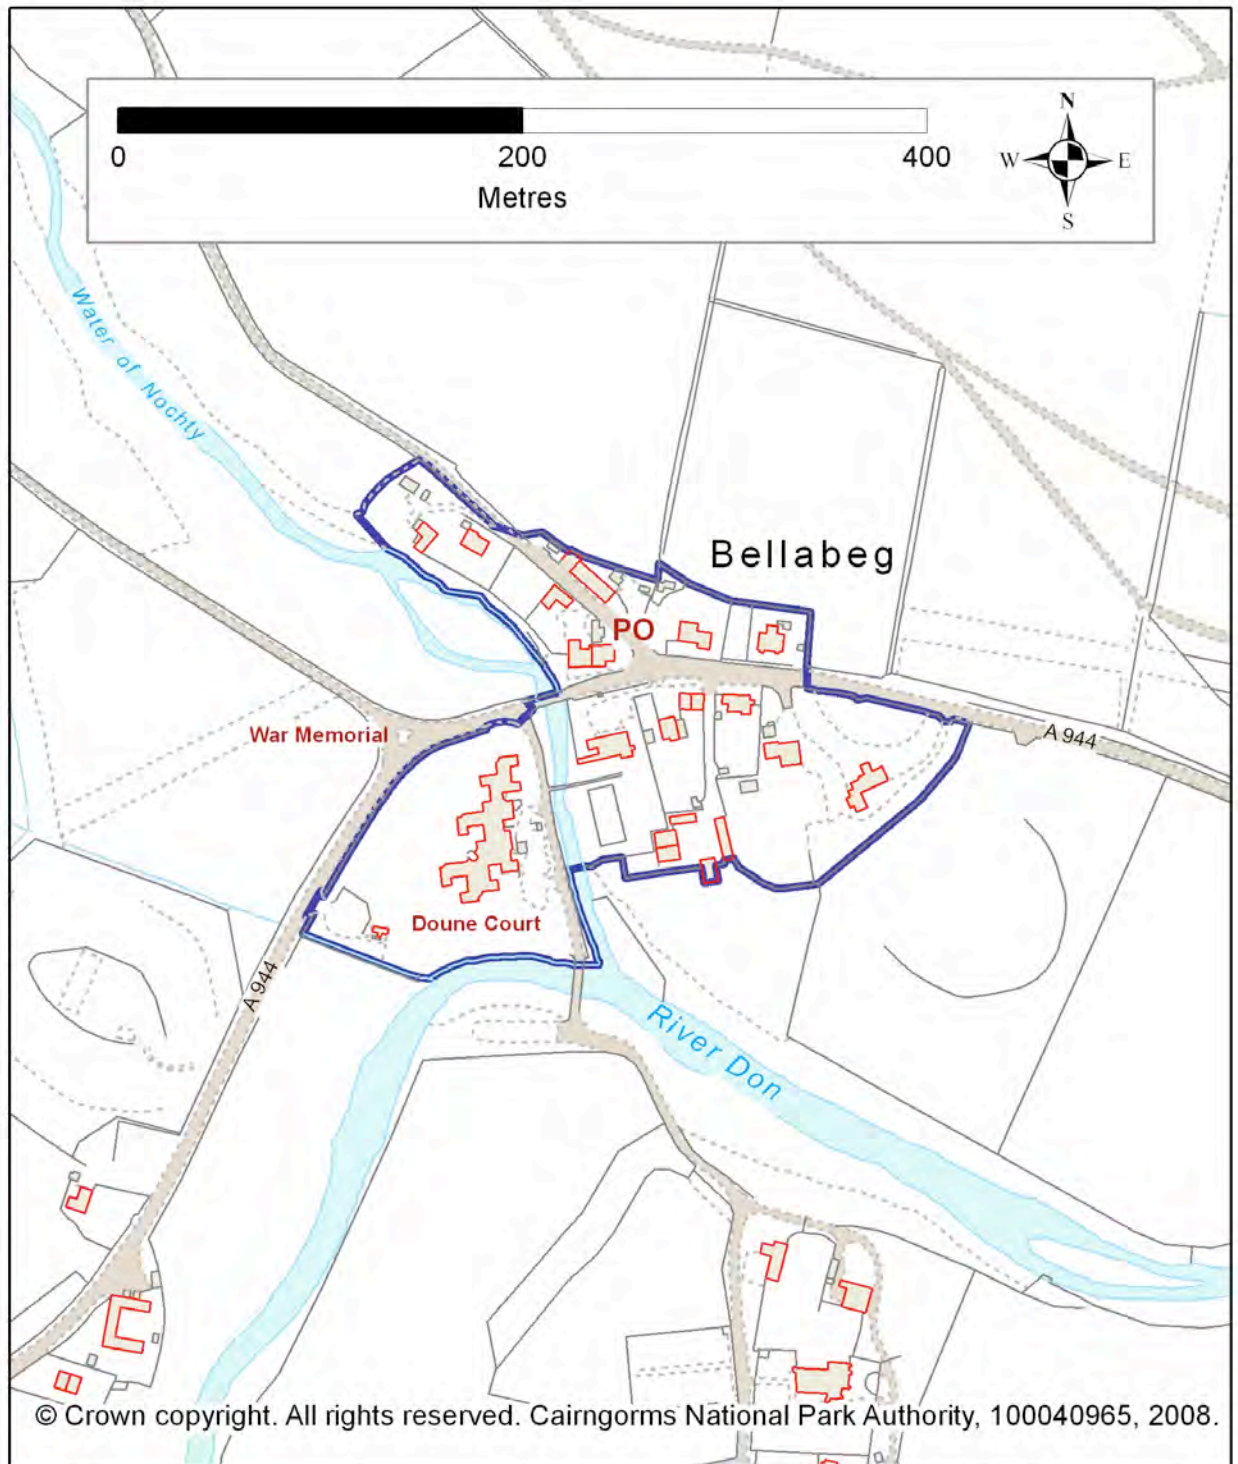 N
W E
S
0 200 400
Metres
Water of Nochty
Bellabeg
PO
War Memorial
A 944
Doune Court
A 944
River Don
© Crown copyright. All rights reserved. Cairngorms National Park Authority, 100040965, 2008.